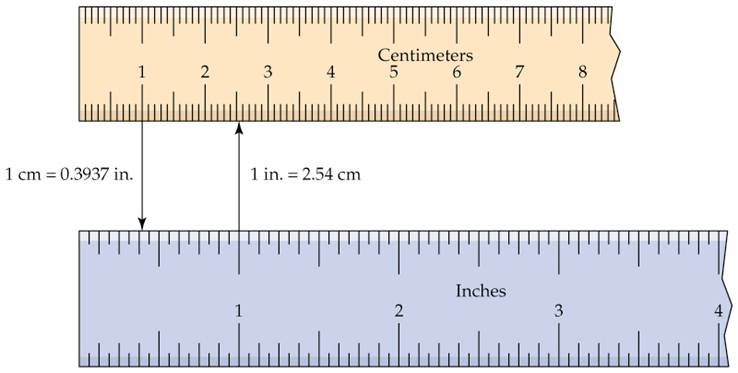 Centimeters
1 2 3 4 5 6 7 8
1 cm = 0.3937 in.
1 in. = 2.54 cm
Inches
1 2 3 4